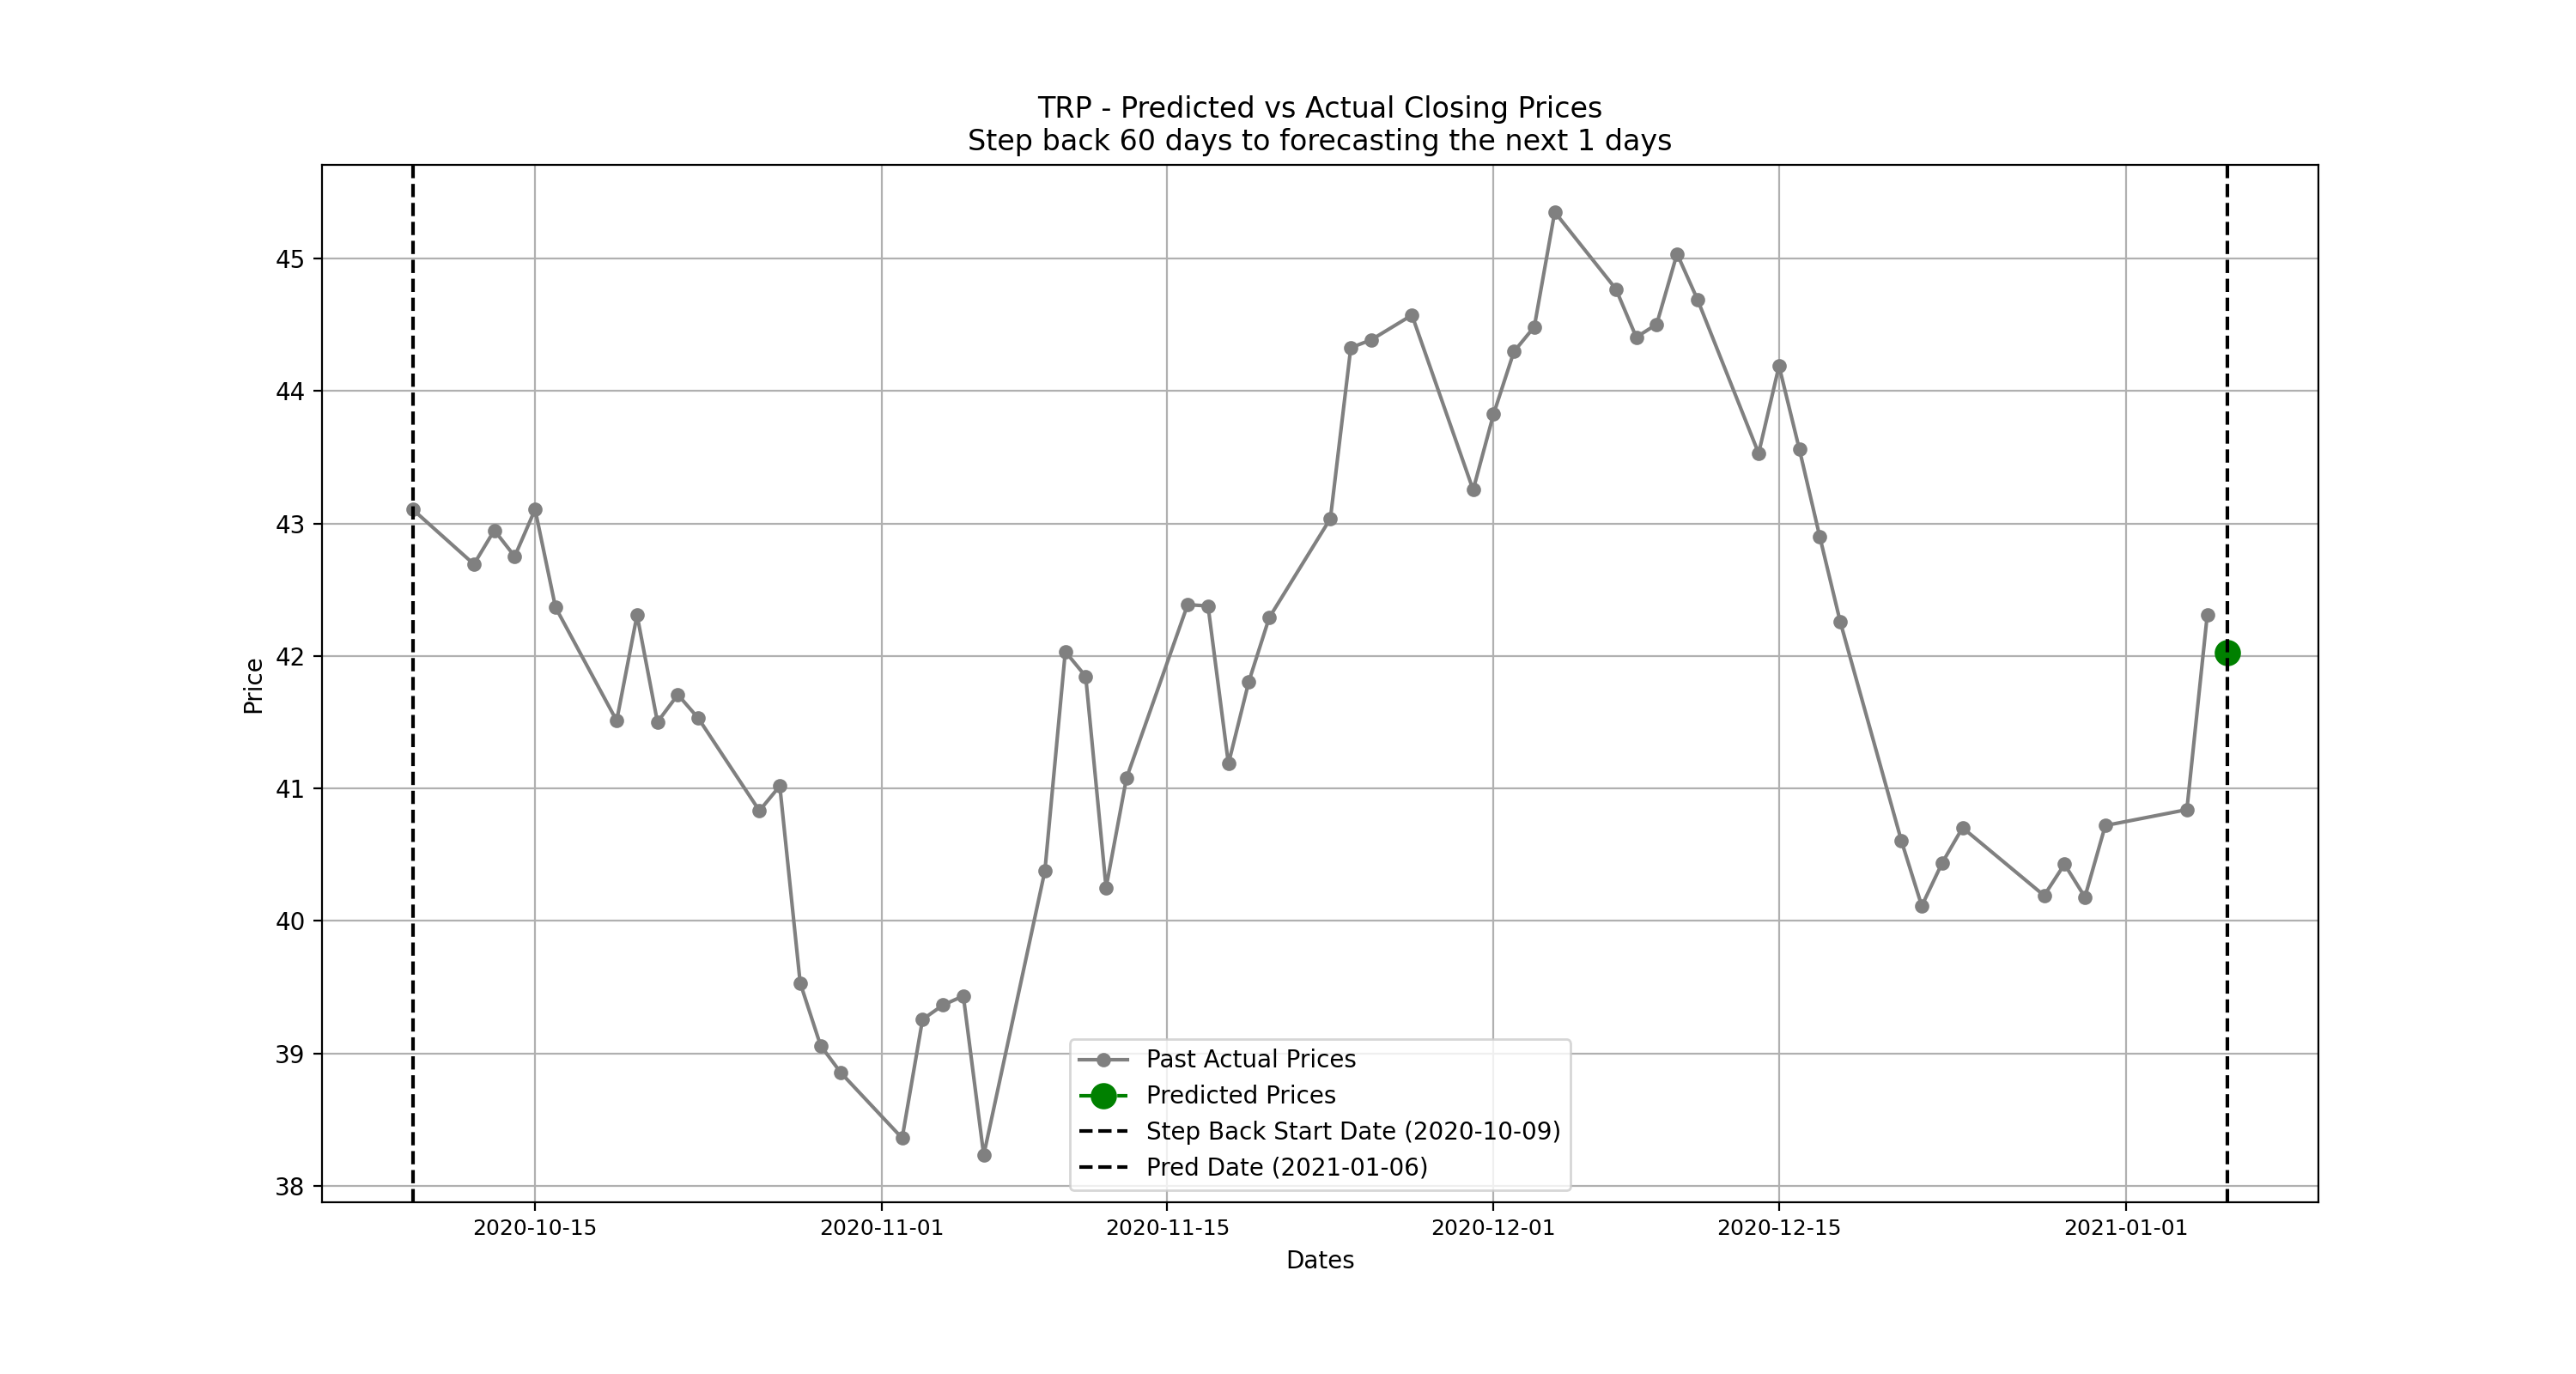 TRP - Predicted vs Actual Closing Prices
Step back 60 days to forecasting the next 1 days
45
44
43
42
41
40
39
38
Price
Past Actual Prices
Predicted Prices
Step Back Start Date (2020-10-09)
Pred Date (2021-01-06)
2020-10-15
2020-11-01
2020-11-15
2020-12-01
2020-12-15
2021-01-01
Dates